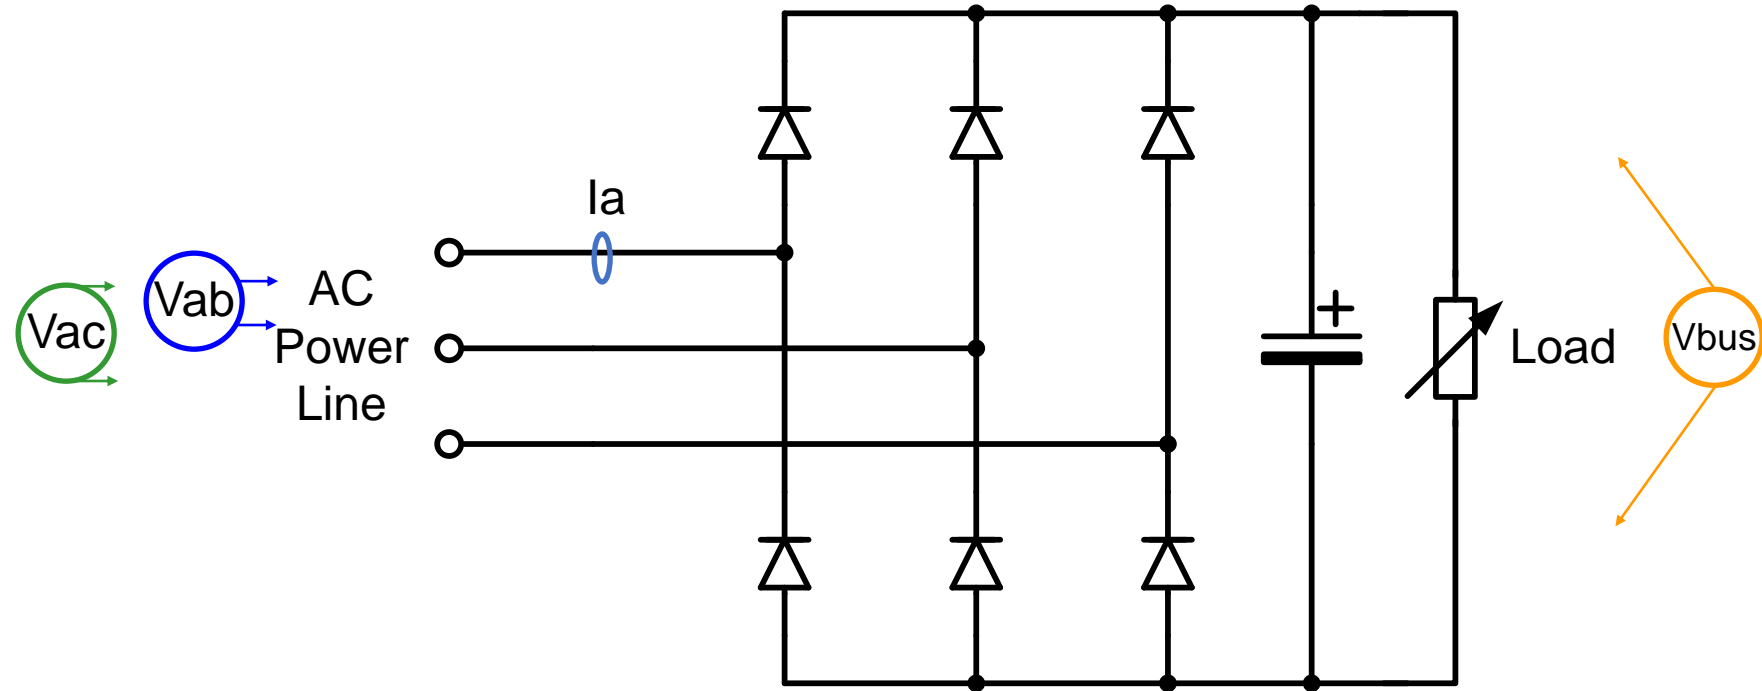 Ia
Vac
Vab
AC
Power
Line
+
Load
Vbus